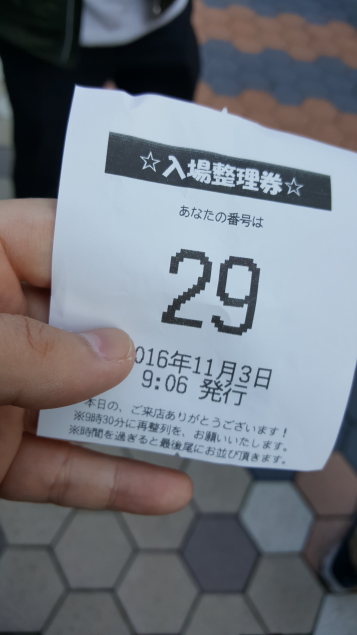 ☆入場整理券☆
あなたの番号は
29
016年11月3日
9:06 発行
本日の、ご来店ありがとうございます!
※9時30分に再整列を、お願いいたします。
※時間を過ぎると最後尾にお並び頂きます。